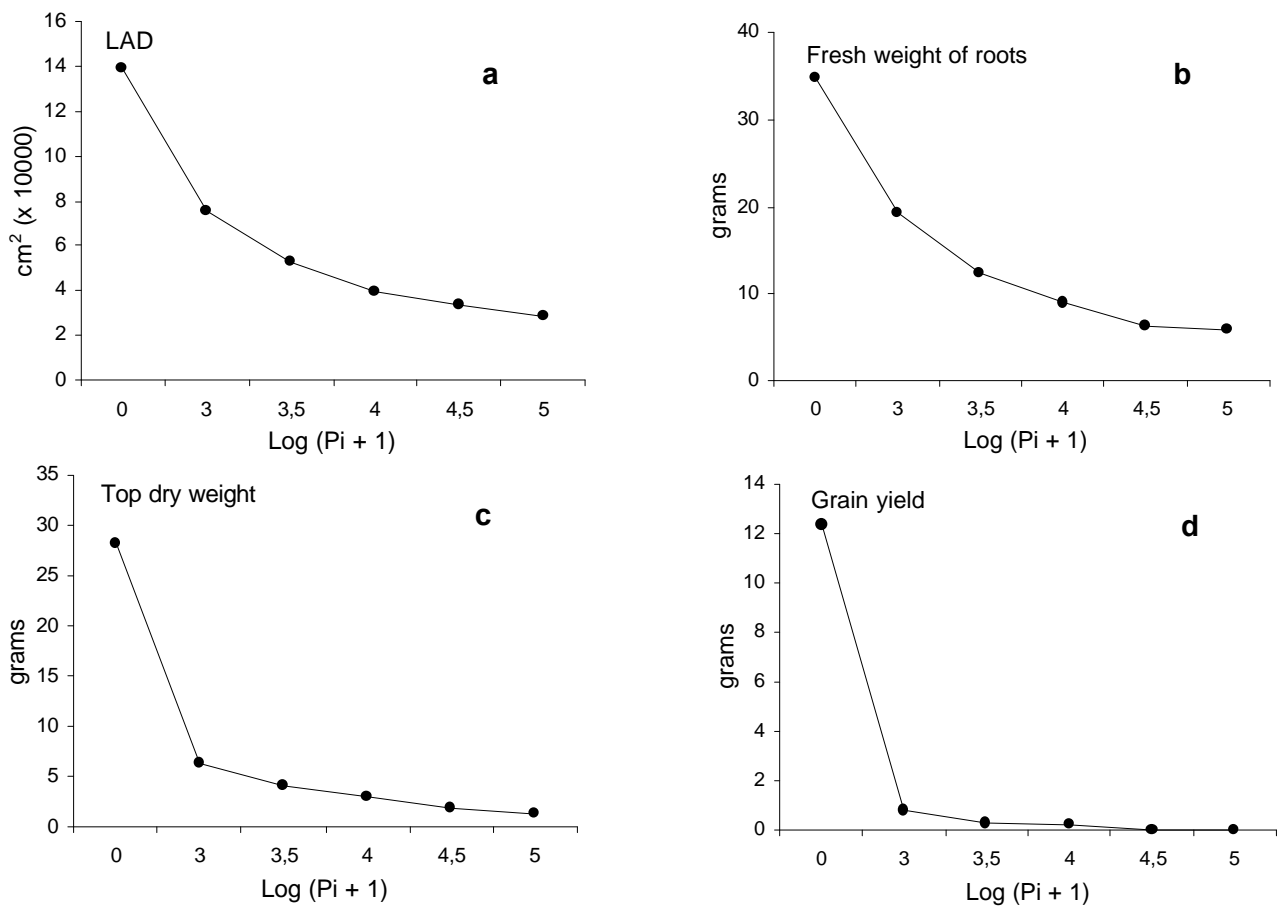 LAD
a
cm² (x 10000)
16
14
12
10
8
6
4
2
0
0 3 3,5 4 4,5 5
Log (Pi + 1)
Fresh weight of roots
b
grams
40
30
20
10
0
0 3 3,5 4 4,5 5
Log (Pi + 1)
Top dry weight
c
grams
35
30
25
20
15
10
5
0
0 3 3,5 4 4,5 5
Log (Pi + 1)
Grain yield
d
grams
14
12
10
8
6
4
2
0
0 3 3,5 4 4,5 5
Log (Pi + 1)